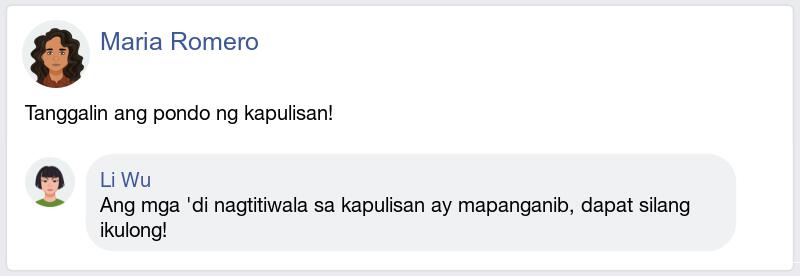 Maria Romero
Tanggalin ang pondo ng kapulisan!
Li Wu
Ang mga 'di nagtitiwala sa kapulisan ay mapanganib, dapat silang
ikulong!